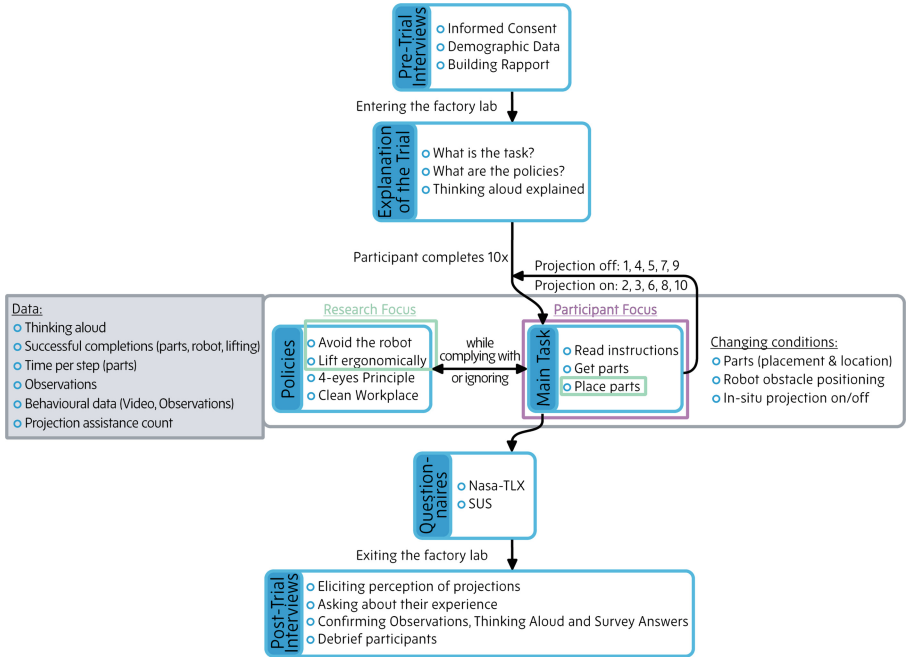 Pre-Trial
Interviews
Informed Consent
Demographic Data
Building Rapport
Entering the factory lab
Explanation
of the Trial
What is the task?
What are the policies?
Thinking aloud explained
Participant completes 10x
Projection off: 1, 4, 5, 7, 9
Projection on: 2, 3, 6, 8, 10
Data:
Thinking aloud
Successful completions (parts, robot, lifting)
Time per step (parts)
Observations
Behavioural data (Video, Observations)
Projection assistance count
Research Focus
Policies
Avoid the robot
Lift ergonomically
4-eyes Principle
Clean Workplace
while
complying with
or ignoring
Participant Focus
Main Task
Read instructions
Get parts
Place parts
Changing conditions:
Parts (placement & location)
Robot obstacle positioning
In-situ projection on/off
Question-
naires
Nasa-TLX
SUS
Exiting the factory lab
Post-Trial
Interviews
Eliciting perception of projections
Asking about their experience
Confirming Observations, Thinking Aloud and Survey Answers
Debrief participants